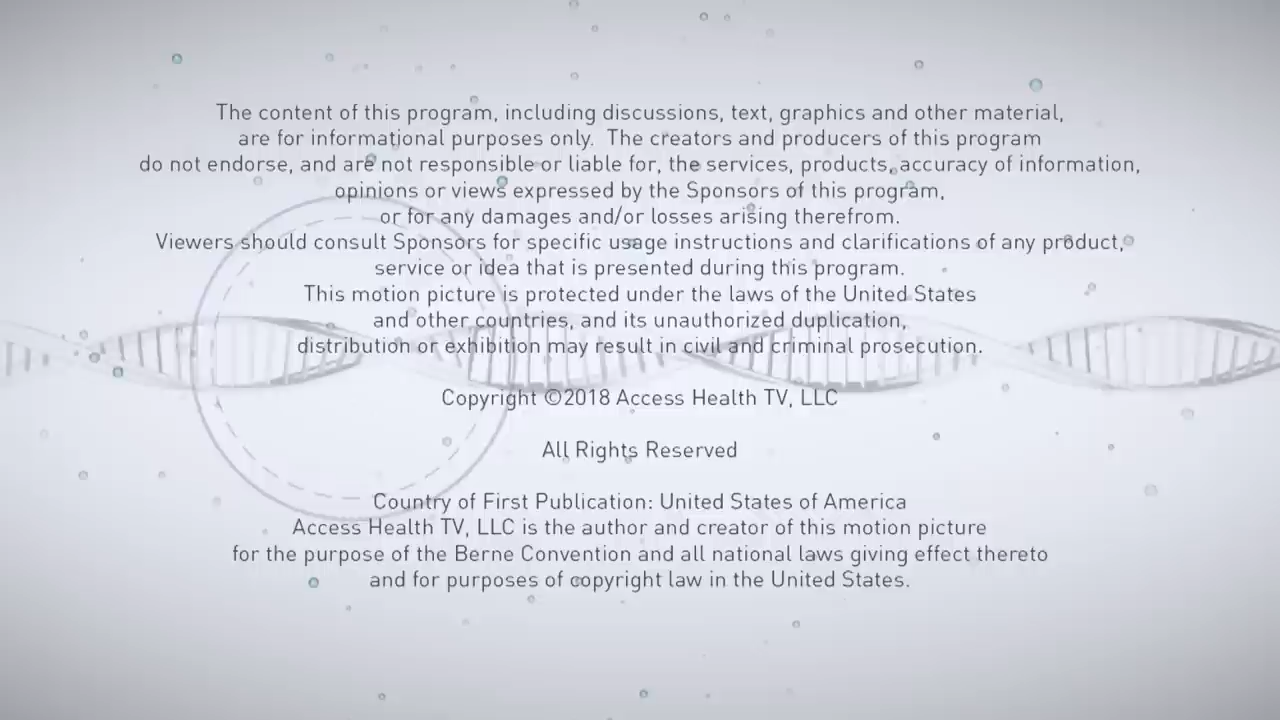 The content of this program, including discussions, text, graphics and other material,
are for informational purposes only.  The creators and producers of this program
do not endorse, and are not responsible or liable for, the services, products, accuracy of information,
opinions or views expressed by the Sponsors of this program,
or for any damages and/or losses arising therefrom.
Viewers should consult Sponsors for specific usage instructions and clarifications of any product,
service or idea that is presented during this program.
This motion picture is protected under the laws of the United States
and other countries, and its unauthorized duplication,
distribution or exhibition may result in civil and criminal prosecution.
Copyright ©2018 Access Health TV, LLC
All Rights Reserved
Country of First Publication: United States of America
Access Health TV, LLC is the author and creator of this motion picture
for the purpose of the Berne Convention and all national laws giving effect thereto
and for purposes of copyright law in the United States.